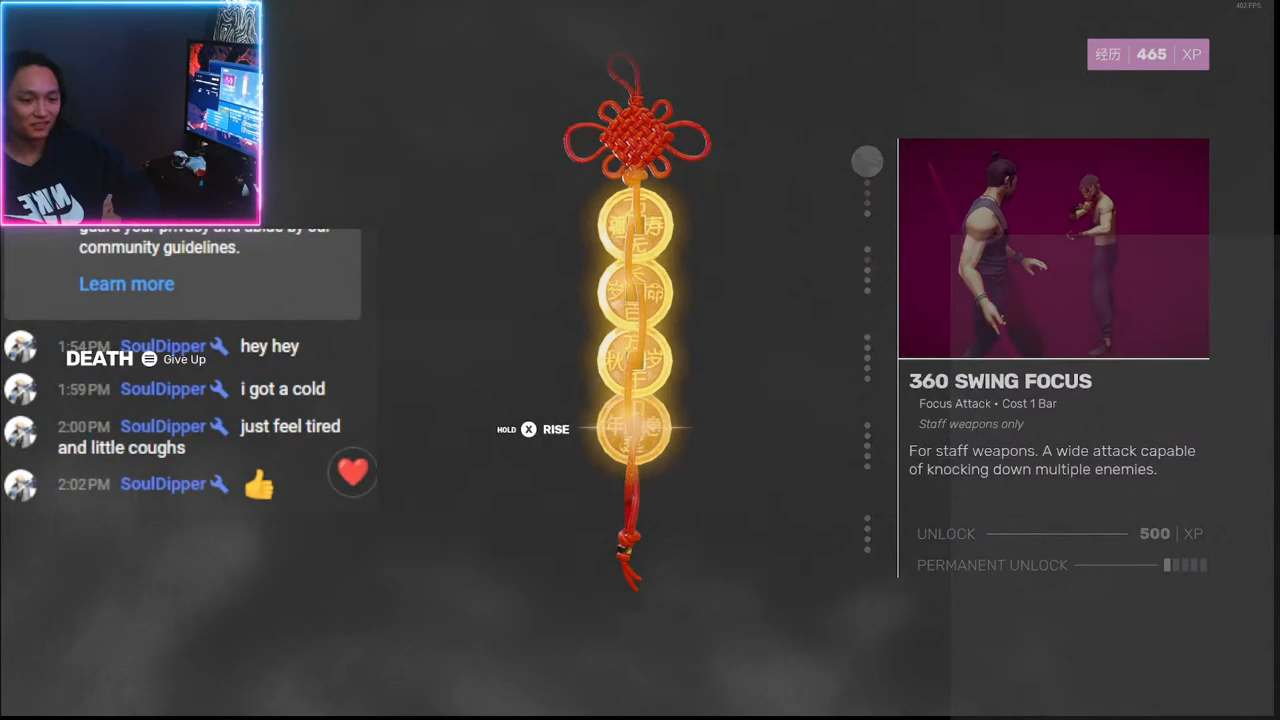 402 FPS
经历 465 XP
NIKE
guard your privacy and abide by our
community guidelines.
Learn more
1:54 PM SoulDipper hey hey
DEATH Give Up
1:59 PM SoulDipper i got a cold
2:00 PM SoulDipper just feel tired
and little coughs
2:02 PM SoulDipper 👍
HOLD X RISE
360 SWING FOCUS
Focus Attack • Cost 1 Bar
Staff weapons only
For staff weapons. A wide attack capable
of knocking down multiple enemies.
UNLOCK 500 XP
PERMANENT UNLOCK